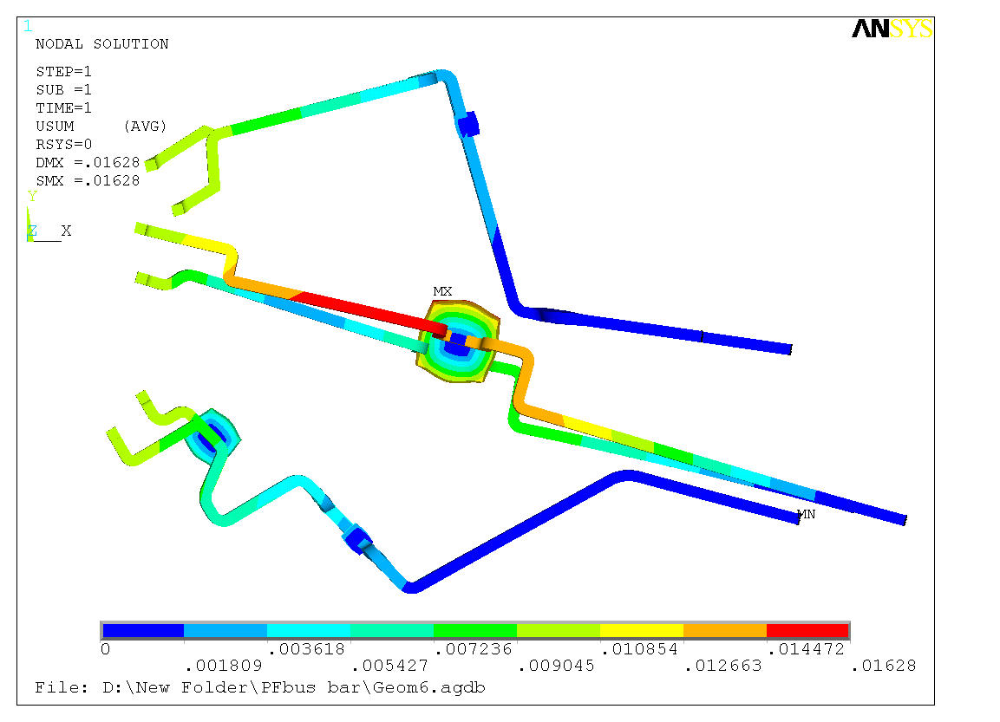 1
ANSYS
NODAL SOLUTION
STEP=1
SUB =1
TIME=1
USUM (AVG)
RSYS=0
DMX =.01628
SMX =.01628
Y
Z X
MX
MN
0 .003618 .007236 .010854 .014472
.001809 .005427 .009045 .012663 .01628
File: D:\New Folder\PFbus bar\Geom6.agdb